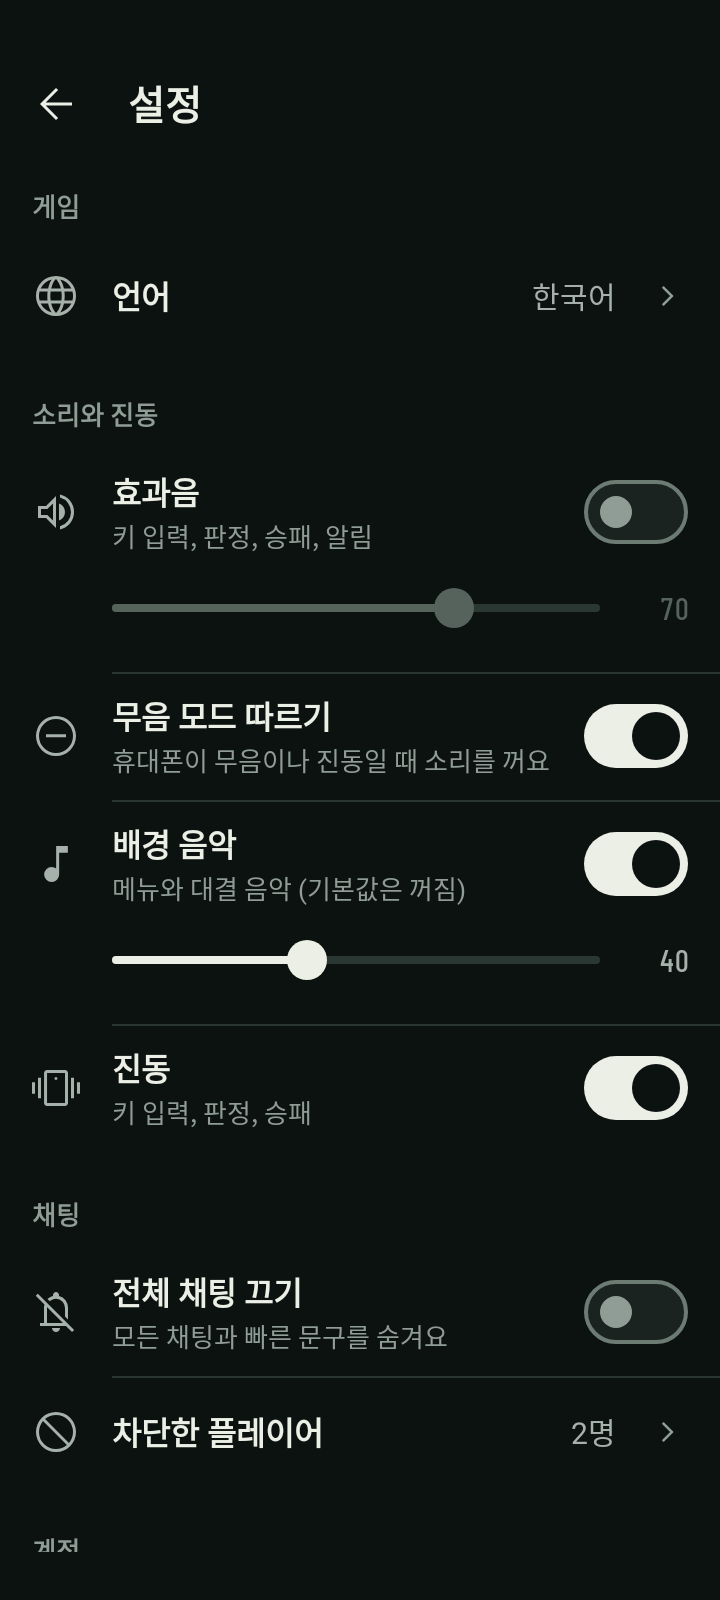 설정
게임
언어 한국어
소리와 진동
효과음
키 입력, 판정, 승패, 알림
70
무음 모드 따르기
휴대폰이 무음이나 진동일 때 소리를 꺼요
배경 음악
메뉴와 대결 음악 (기본값은 꺼짐)
40
진동
키 입력, 판정, 승패
채팅
전체 채팅 끄기
모든 채팅과 빠른 문구를 숨겨요
차단한 플레이어 2명
계정